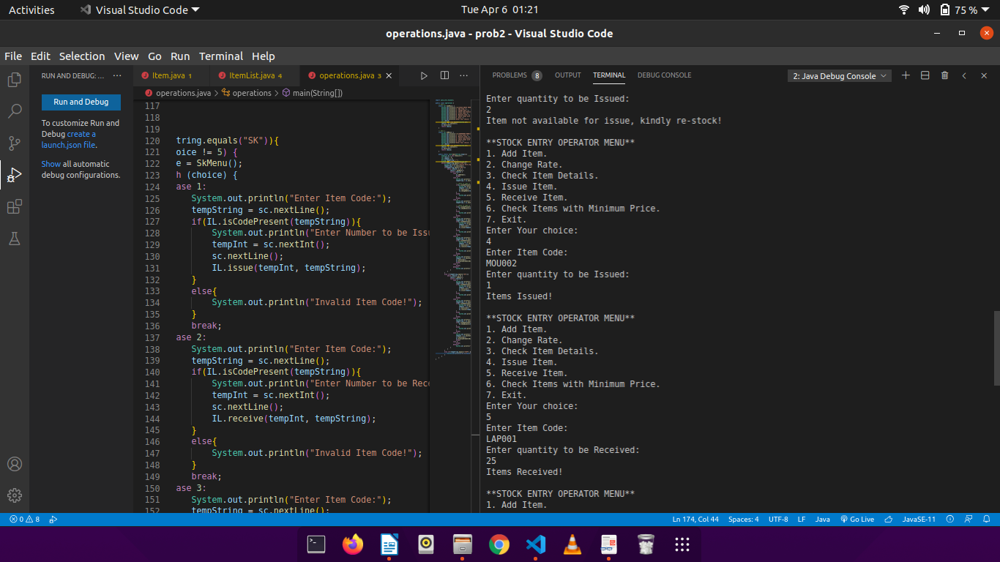 Activities Visual Studio Code Tue Apr 6 01:21 75 %
operations.java - prob2 - Visual Studio Code
File Edit Selection View Go Run Terminal Help
RUN AND DEBUG: ... ···
Run and Debug
To customize Run and
Debug create a
launch.json file.
Show all automatic
debug configurations.
Item.java 1 ItemList.java 4 operations.java 3
operations.java > operations > main(String[])
117
118
119
120 tring.equals("SK")){
121 oice != 5) {
122 e = SkMenu();
123 h (choice) {
124 ase 1:
125 System.out.println("Enter Item Code:");
126 tempString = sc.nextLine();
127 if(IL.isCodePresent(tempString)){
128 System.out.println("Enter Number to be Issu
129 tempInt = sc.nextInt();
130 sc.nextLine();
131 IL.issue(tempInt, tempString);
132 }
133 else{
134 System.out.println("Invalid Item Code!");
135 }
136 break;
137 ase 2:
138 System.out.println("Enter Item Code:");
139 tempString = sc.nextLine();
140 if(IL.isCodePresent(tempString)){
141 System.out.println("Enter Number to be Rece
142 tempInt = sc.nextInt();
143 sc.nextLine();
144 IL.receive(tempInt, tempString);
145 }
146 else{
147 System.out.println("Invalid Item Code!");
148 }
149 break;
150 ase 3:
151 System.out.println("Enter Item Code:");
152 tempString = sc.nextLine();
PROBLEMS 8 OUTPUT TERMINAL DEBUG CONSOLE 2: Java Debug Console
Enter quantity to be Issued:
2
Item not available for issue, kindly re-stock!
**STOCK ENTRY OPERATOR MENU**
1. Add Item.
2. Change Rate.
3. Check Item Details.
4. Issue Item.
5. Receive Item.
6. Check Items with Minimum Price.
7. Exit.
Enter Your choice:
4
Enter Item Code:
MOU002
Enter quantity to be Issued:
1
Items Issued!
**STOCK ENTRY OPERATOR MENU**
1. Add Item.
2. Change Rate.
3. Check Item Details.
4. Issue Item.
5. Receive Item.
6. Check Items with Minimum Price.
7. Exit.
Enter Your choice:
5
Enter Item Code:
LAP001
Enter quantity to be Received:
25
Items Received!
**STOCK ENTRY OPERATOR MENU**
1. Add Item.
0 8 Ln 174, Col 44 Spaces: 4 UTF-8 LF Java Go Live JavaSE-11